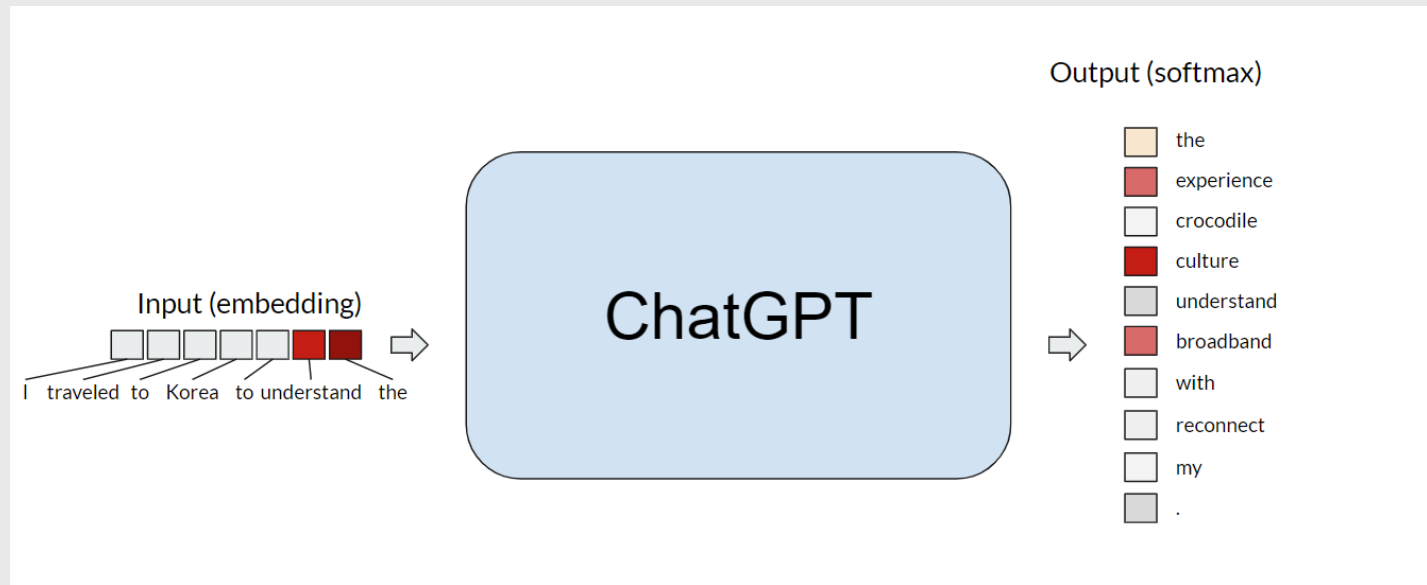 Output (softmax)
the
experience
crocodile
culture
understand
broadband
with
reconnect
my
.
Input (embedding)
I traveled to Korea to understand the
ChatGPT